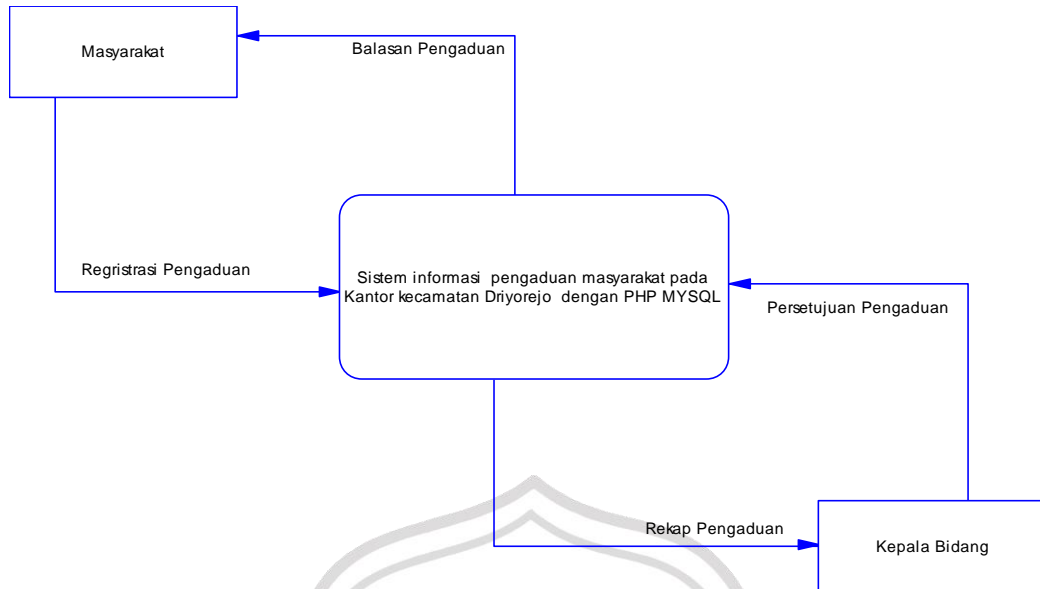 Masyarakat
Balasan Pengaduan
Regristrasi Pengaduan
Sistem informasi pengaduan masyarakat pada
Kantor kecamatan Driyorejo dengan PHP MYSQL
Persetujuan Pengaduan
Rekap Pengaduan
Kepala Bidang